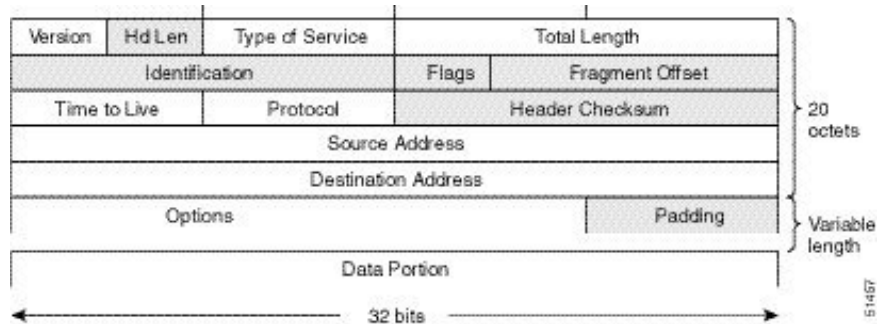 Version Hd Len Type of Service Total Length
Identification Flags Fragment Offset
Time to Live Protocol Header Checksum
20
octets
Source Address
Destination Address
Options Padding
Variable
length
Data Portion
32 bits
51457